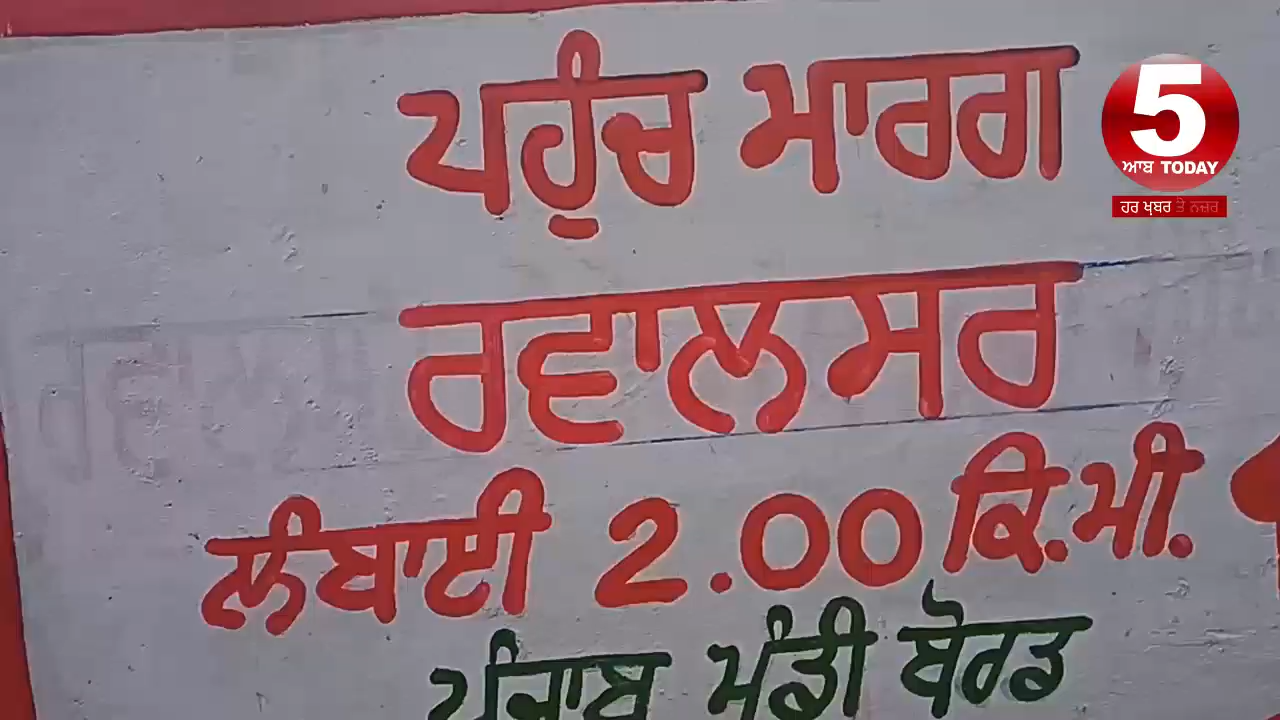 ਪਹੁੰਚ ਮਾਰਗ
ਰਵਾਲਸਰ
ਲੰਬਾਈ 2.00 ਕਿ.ਮੀ.
ਪੰਜਾਬ ਮੰਡੀ ਬੋਰਡ
5
ਆਬ TODAY
ਹਰ ਖ਼ਬਰ ਤੇ ਨਜ਼ਰ